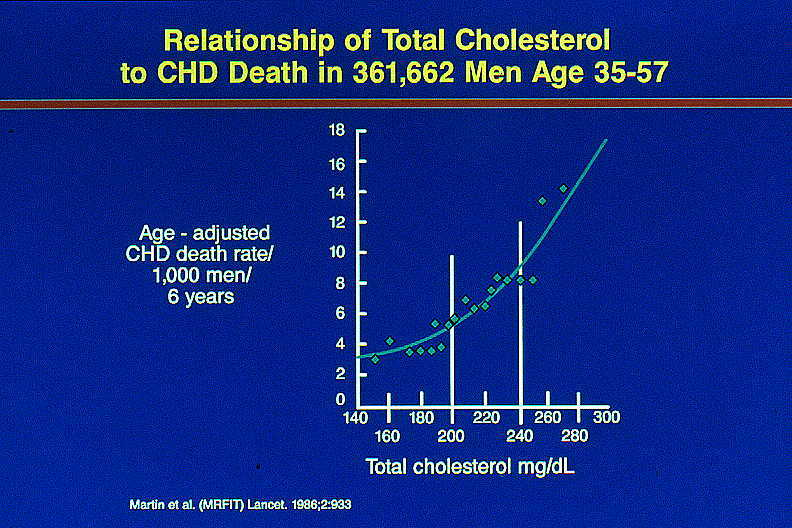 Relationship of Total Cholesterol
to CHD Death in 361,662 Men Age 35-57
18
16
14
12
10
8
6
4
2
0
Age - adjusted
CHD death rate/
1,000 men/
6 years
140 180 220 260 300
160 200 240 280
Total cholesterol mg/dL
Martin et al. (MRFIT) Lancet. 1986;2:933